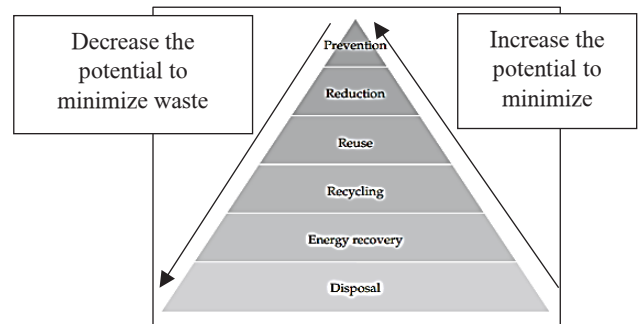 Decrease the
potential to
minimize waste
Increase the
potential to
minimize
Prevention
Reduction
Reuse
Recycling
Energy recovery
Disposal